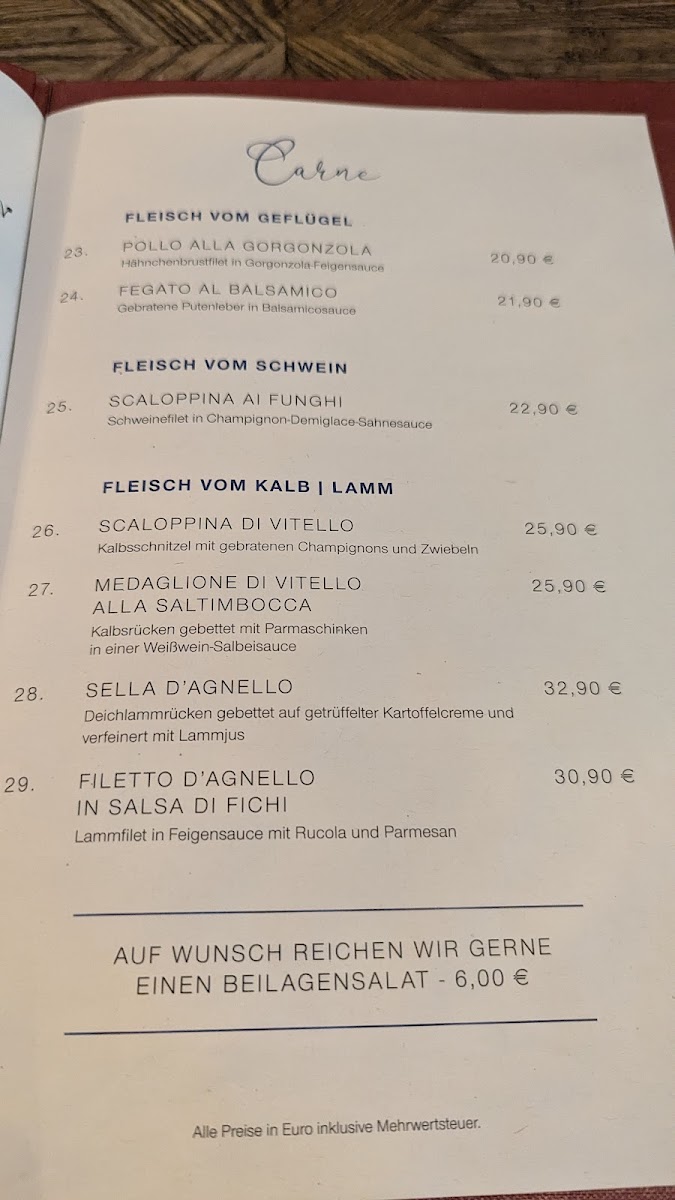 Carne
FLEISCH VOM GEFLÜGEL
23. POLLO ALLA GORGONZOLA 20,90 €
Hähnchenbrustfilet in Gorgonzola-Feigensauce
24. FEGATO AL BALSAMICO 21,90 €
Gebratene Putenleber in Balsamicosauce
FLEISCH VOM SCHWEIN
25. SCALOPPINA AI FUNGHI 22,90 €
Schweinefilet in Champignon-Demiglace-Sahnesauce
FLEISCH VOM KALB | LAMM
26. SCALOPPINA DI VITELLO 25,90 €
Kalbsschnitzel mit gebratenen Champignons und Zwiebeln
27. MEDAGLIONE DI VITELLO 25,90 €
ALLA SALTIMBOCCA
Kalbsrücken gebettet mit Parmaschinken
in einer Weißwein-Salbeisauce
28. SELLA D'AGNELLO 32,90 €
Deichlammrücken gebettet auf getrüffelter Kartoffelcreme und
verfeinert mit Lammjus
29. FILETTO D'AGNELLO 30,90 €
IN SALSA DI FICHI
Lammfilet in Feigensauce mit Rucola und Parmesan
AUF WUNSCH REICHEN WIR GERNE
EINEN BEILAGENSALAT - 6,00 €
Alle Preise in Euro inklusive Mehrwertsteuer.